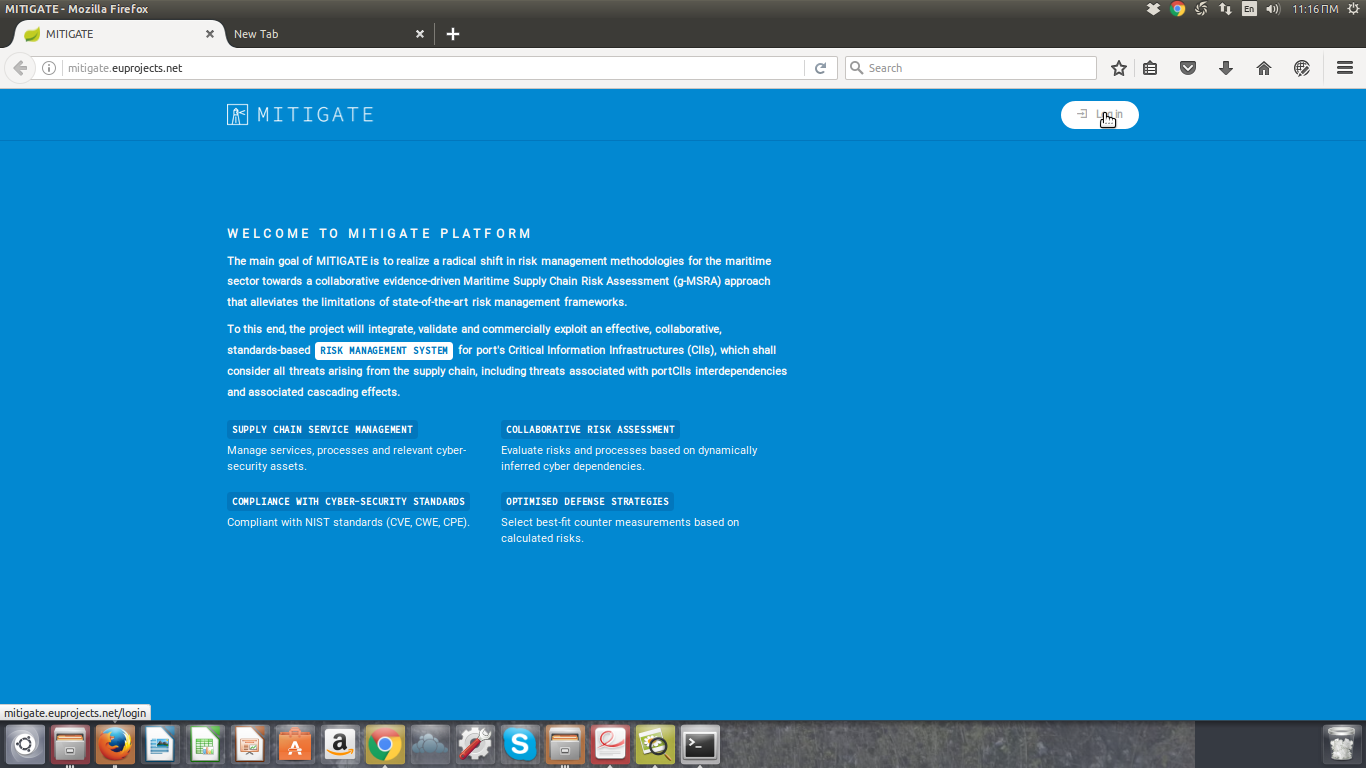 MITIGATE - Mozilla Firefox
En
11:16 ΠΜ
MITIGATE
New Tab
mitigate.euprojects.net
Search
MITIGATE
WELCOME TO MITIGATE PLATFORM
The main goal of MITIGATE is to realize a radical shift in risk management methodologies for the maritime
sector towards a collaborative evidence-driven Maritime Supply Chain Risk Assessment (g-MSRA) approach
that alleviates the limitations of state-of-the-art risk management frameworks.
To this end, the project will integrate, validate and commercially exploit an effective, collaborative,
standards-based RISK MANAGEMENT SYSTEM for port's Critical Information Infrastructures (CIIs), which shall
consider all threats arising from the supply chain, including threats associated with portCIIs interdependencies
and associated cascading effects.
SUPPLY CHAIN SERVICE MANAGEMENT
Manage services, processes and relevant cyber-
security assets.
COLLABORATIVE RISK ASSESSMENT
Evaluate risks and processes based on dynamically
inferred cyber dependencies.
COMPLIANCE WITH CYBER-SECURITY STANDARDS
Compliant with NIST standards (CVE, CWE, CPE).
OPTIMISED DEFENSE STRATEGIES
Select best-fit counter measurements based on
calculated risks.
mitigate.euprojects.net/login